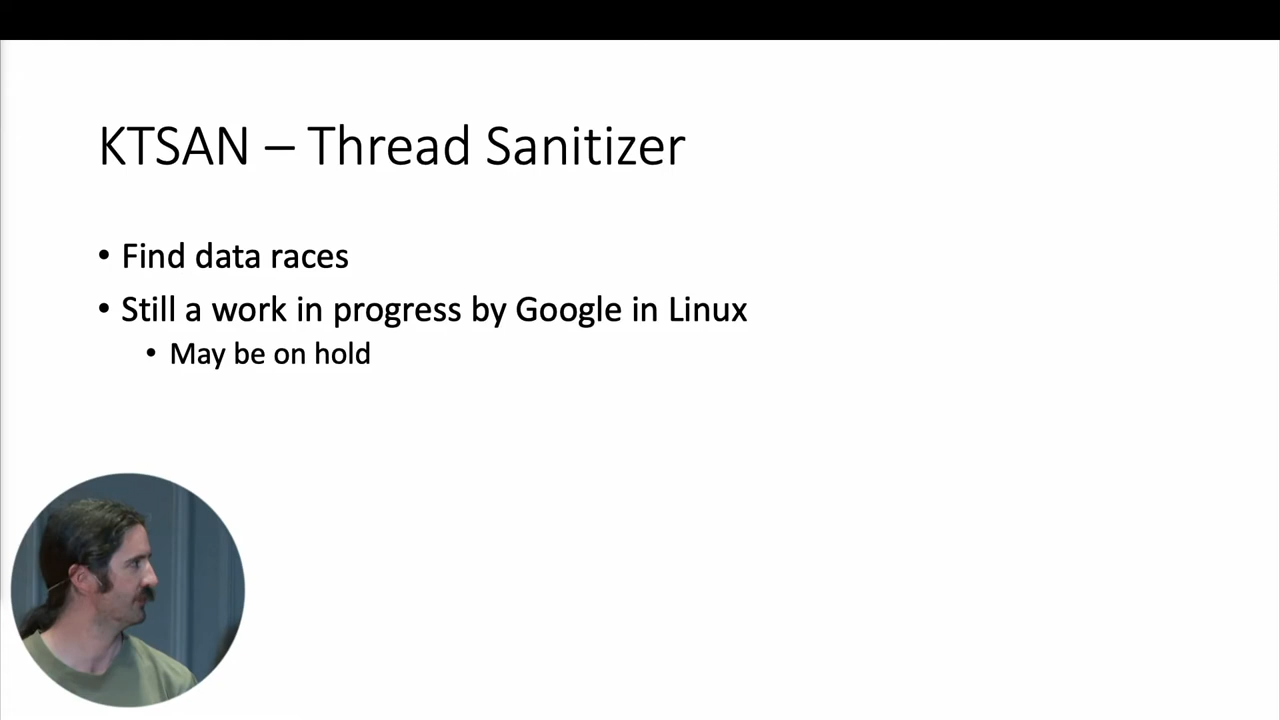 KTSAN – Thread Sanitizer
• Find data races
• Still a work in progress by Google in Linux
• May be on hold